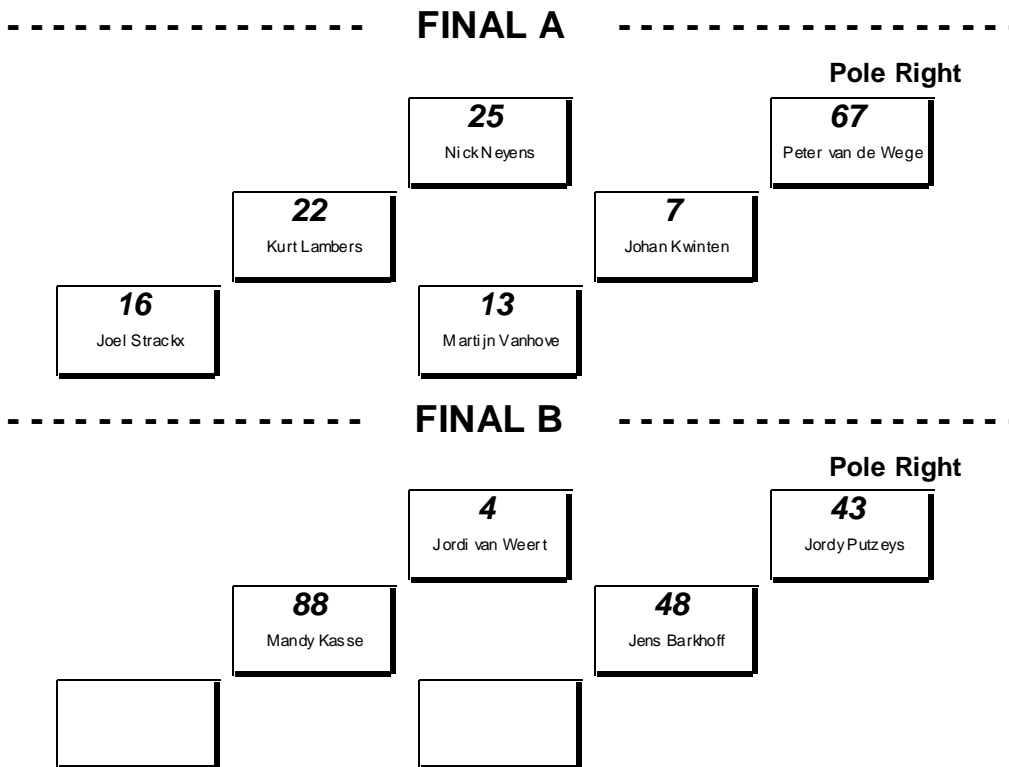 - - - - - - - - - - - - - - - - FINAL A - - - - - - - - - - - - - - - - -
Pole Right
25 67
Nick Neyens Peter van de Wege
22 7
Kurt Lambers Johan Kwinten
16 13
Joel Strackx Martijn Vanhove
- - - - - - - - - - - - - - - - FINAL B - - - - - - - - - - - - - - - - -
Pole Right
4 43
Jordi van Weert Jordy Putzeys
88 48
Mandy Kasse Jens Barkhoff